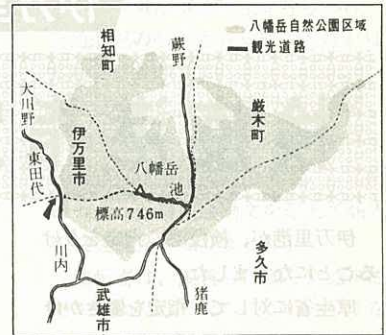 八幡岳自然公園区域
観光道路
相知町
蕨野
厳木町
大川野
伊万里市
東田代
八幡岳
池
標高746m
川内
多久市
武雄市
猪鹿